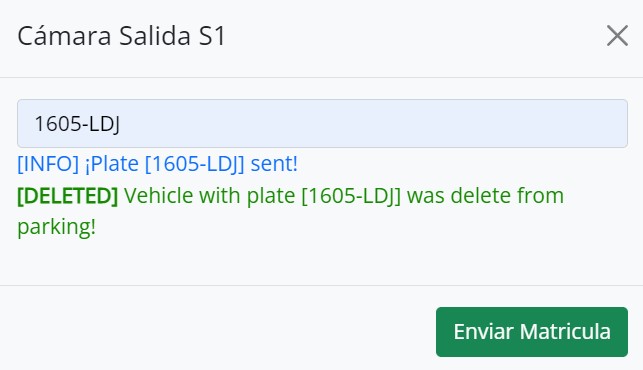 Cámara Salida S1
1605-LDJ
[INFO] ¡Plate [1605-LDJ] sent!
[DELETED] Vehicle with plate [1605-LDJ] was delete from
parking!
Enviar Matricula